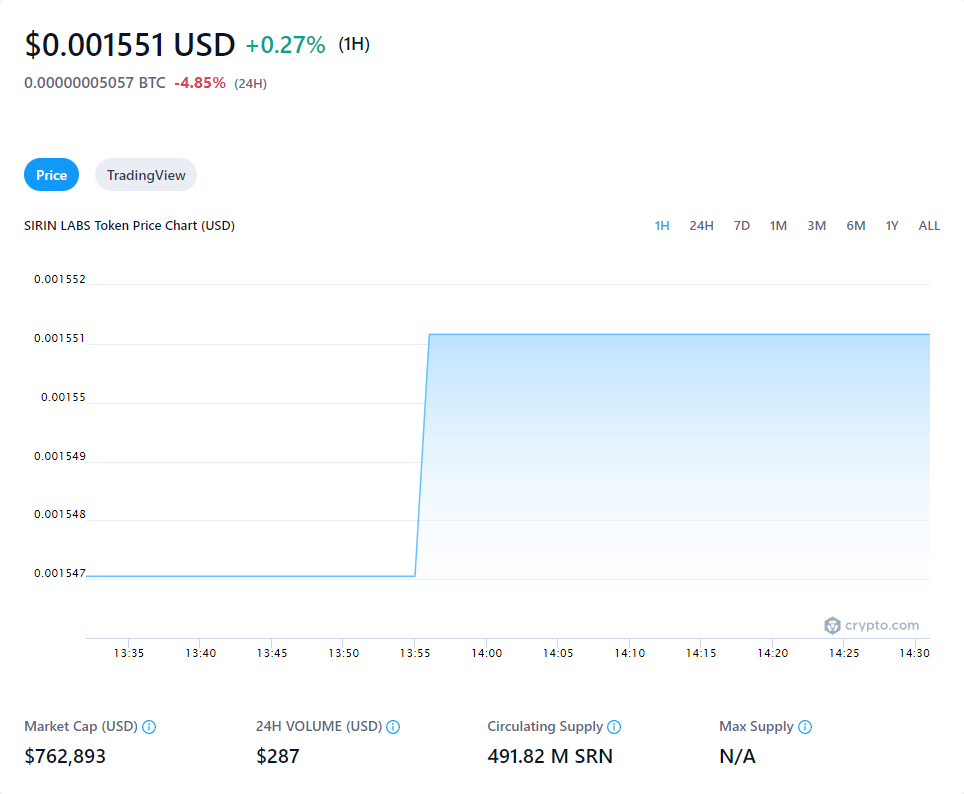 $0.001551 USD +0.27% (1H)
0.00000005057 BTC -4.85% (24H)
Price TradingView
SIRIN LABS Token Price Chart (USD) 1H 24H 7D 1M 3M 6M 1Y ALL
0.001552
0.001551
0.00155
0.001549
0.001548
0.001547
crypto.com
13:35 13:40 13:45 13:50 13:55 14:00 14:05 14:10 14:15 14:20 14:25 14:30
Market Cap (USD) 24H VOLUME (USD) Circulating Supply Max Supply
$762,893 $287 491.82 M SRN N/A